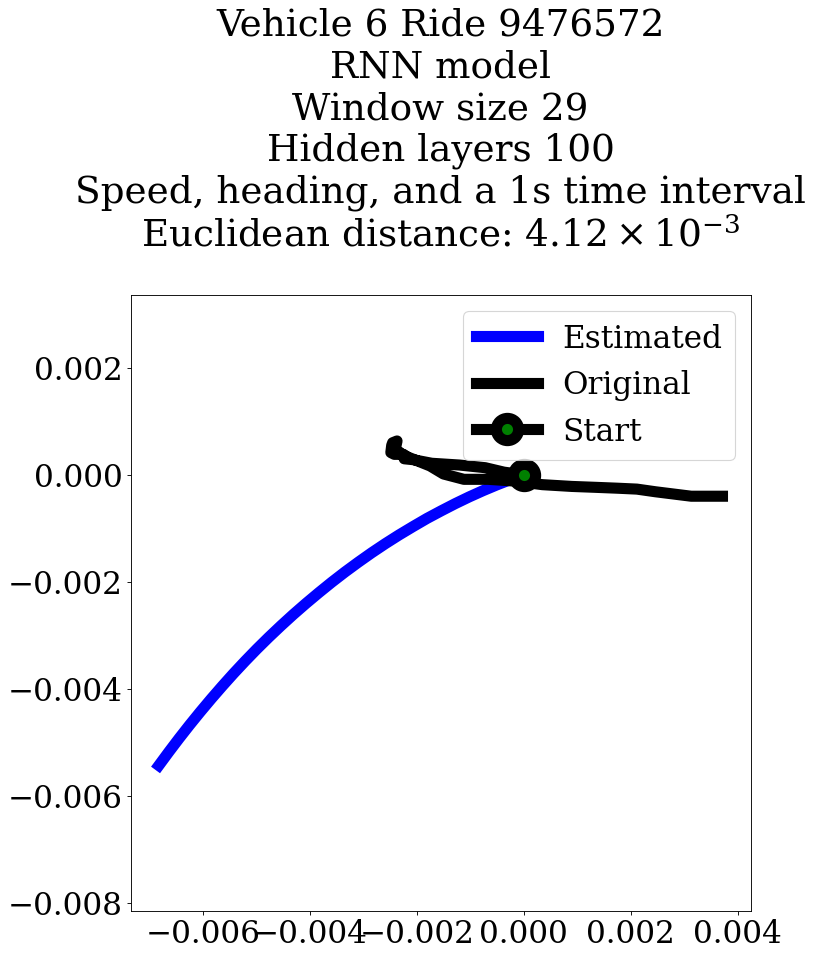 Vehicle 6 Ride 9476572
RNN model
Window size 29
Hidden layers 100
Speed, heading, and a 1s time interval
Euclidean distance: 4.12 × 10⁻³
Estimated
Original
Start
0.002
0.000
−0.002
−0.004
−0.006
−0.008
−0.006 −0.004 −0.002 0.000 0.002 0.004